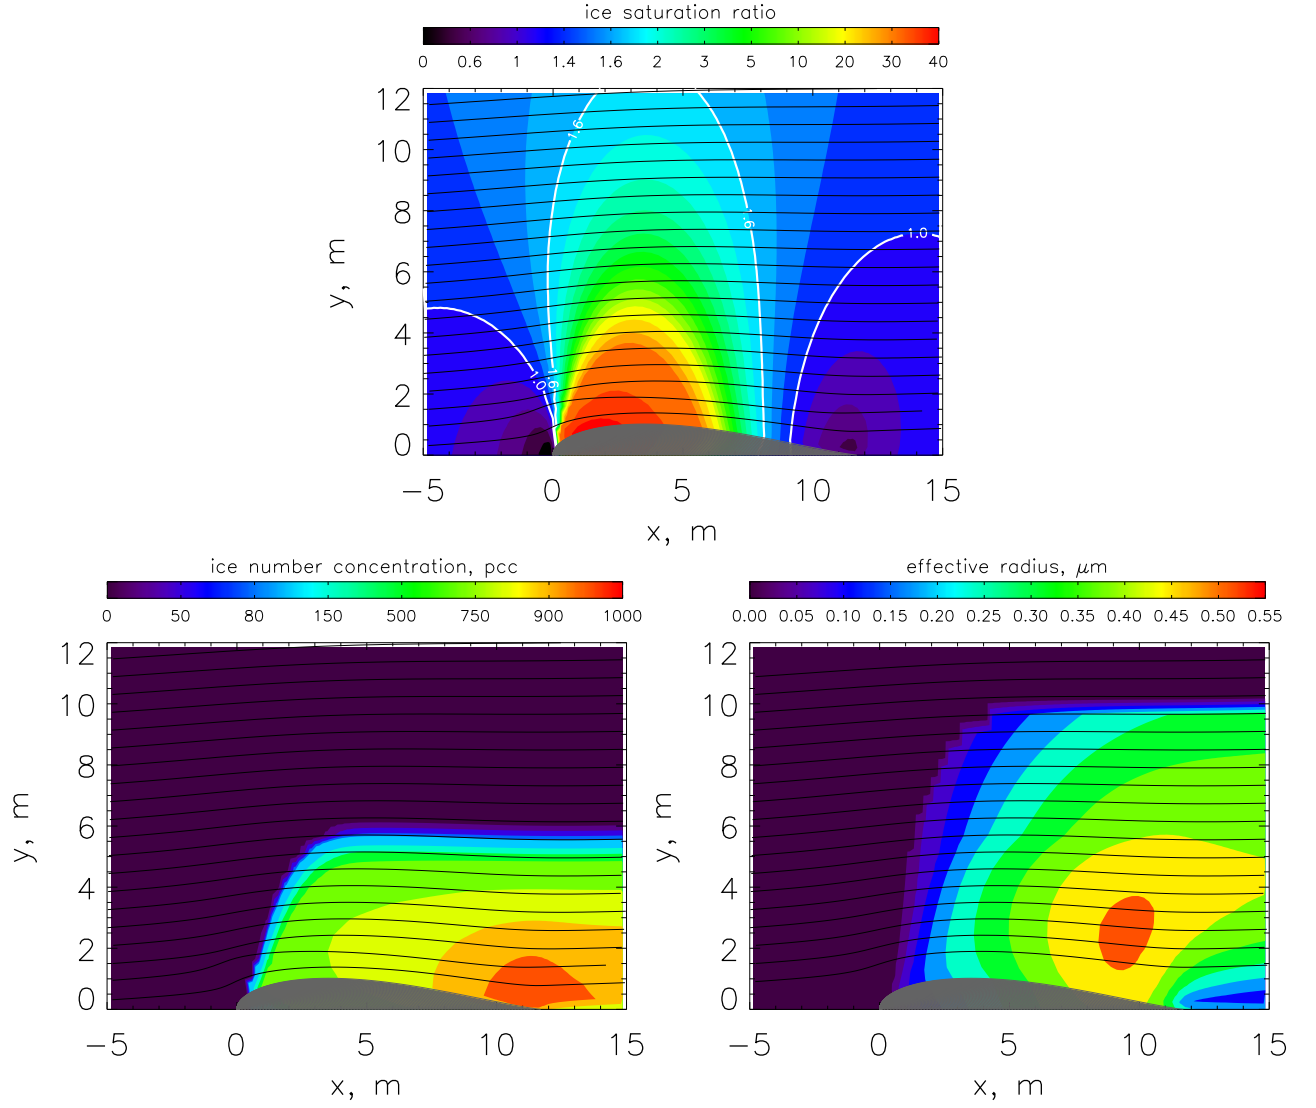 ice saturation ratio
0 0.6 1 1.4 1.6 2 3 5 10 20 30 40
12
10
8
6
4
2
0
y, m
1.6
1.6
1.0
1.0
1.6
−5 0 5 10 15
x, m
ice number concentration, pcc
0 50 80 150 500 750 900 1000
12
10
8
6
4
2
0
y, m
−5 0 5 10 15
x, m
effective radius, μm
0.00 0.05 0.10 0.15 0.20 0.25 0.30 0.35 0.40 0.45 0.50 0.55
12
10
8
6
4
2
0
y, m
−5 0 5 10 15
x, m